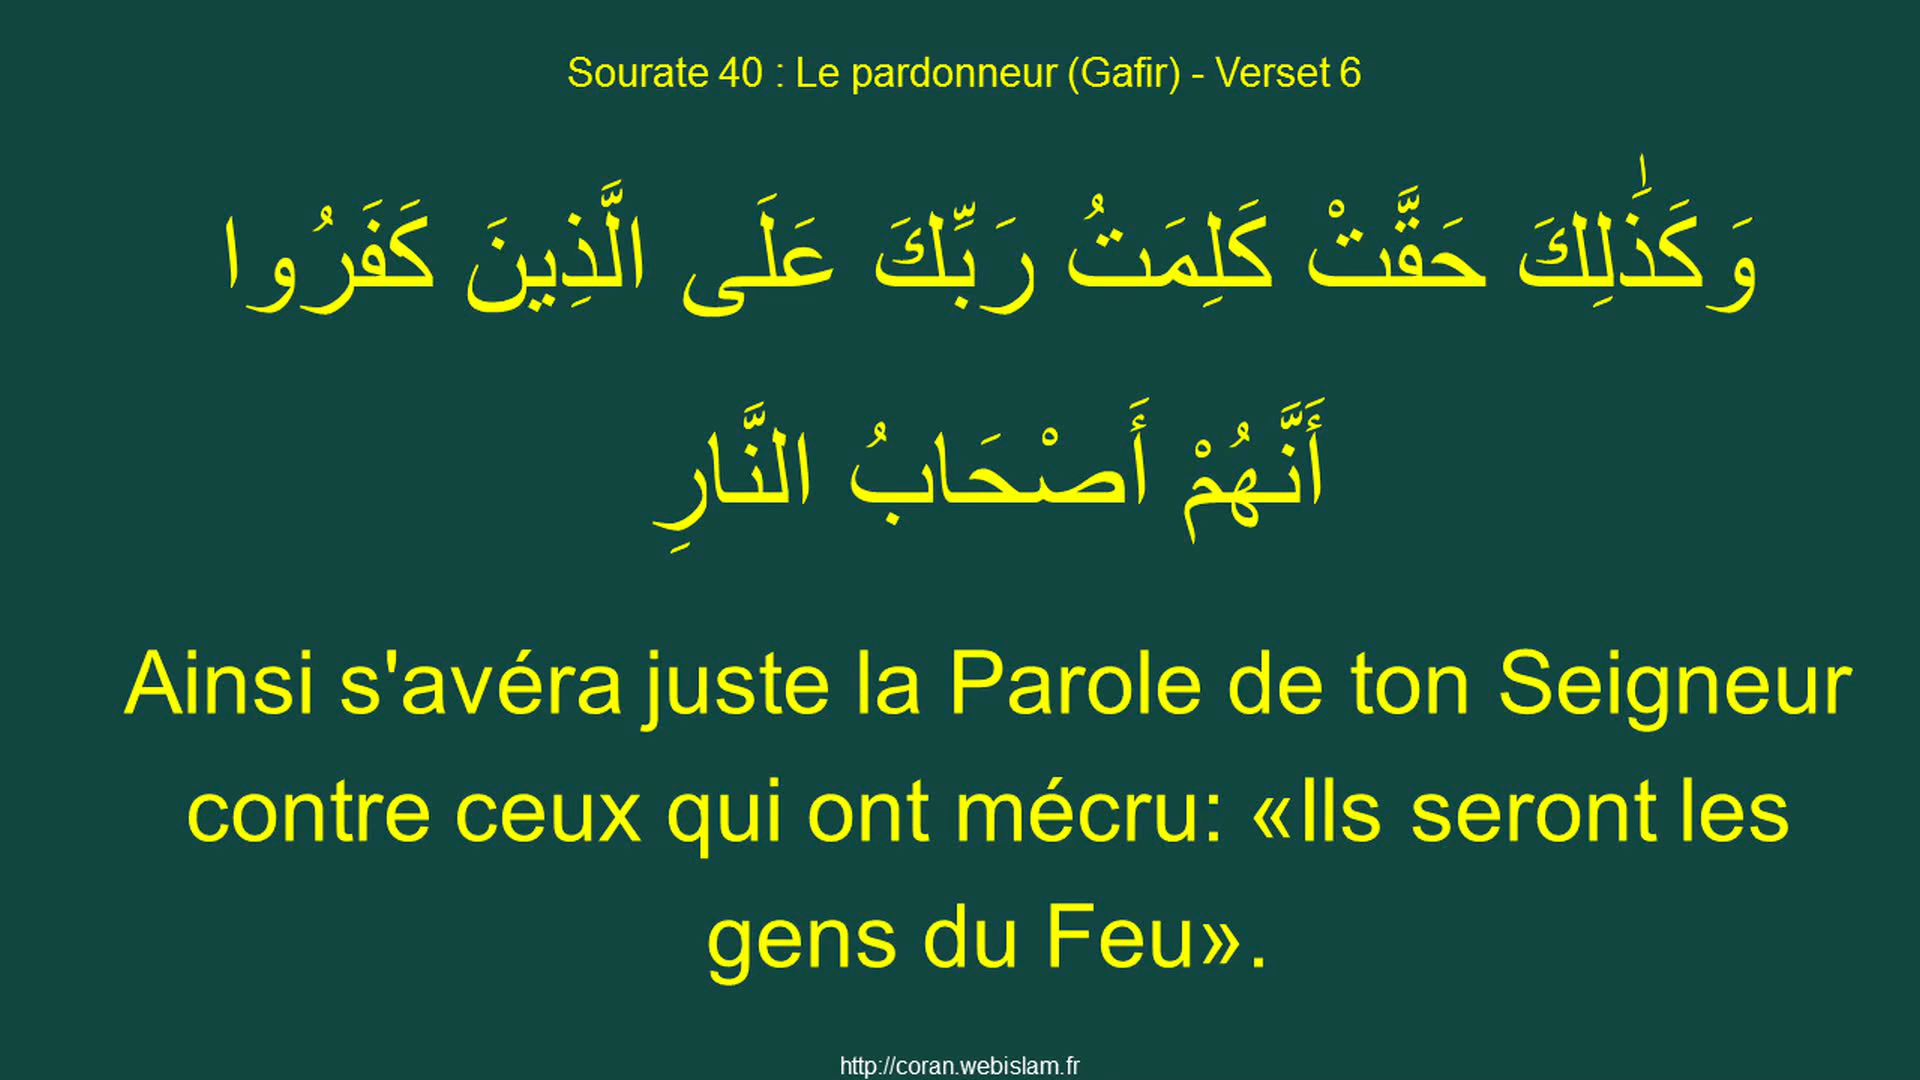 Sourate 40 : Le pardonneur (Gafir) - Verset 6
وَكَذَٰلِكَ حَقَّتْ كَلِمَتُ رَبِّكَ عَلَى الَّذِينَ كَفَرُوا
أَنَّهُمْ أَصْحَابُ النَّارِ
Ainsi s'avéra juste la Parole de ton Seigneur
contre ceux qui ont mécru: «Ils seront les
gens du Feu».
http://coran.webislam.fr